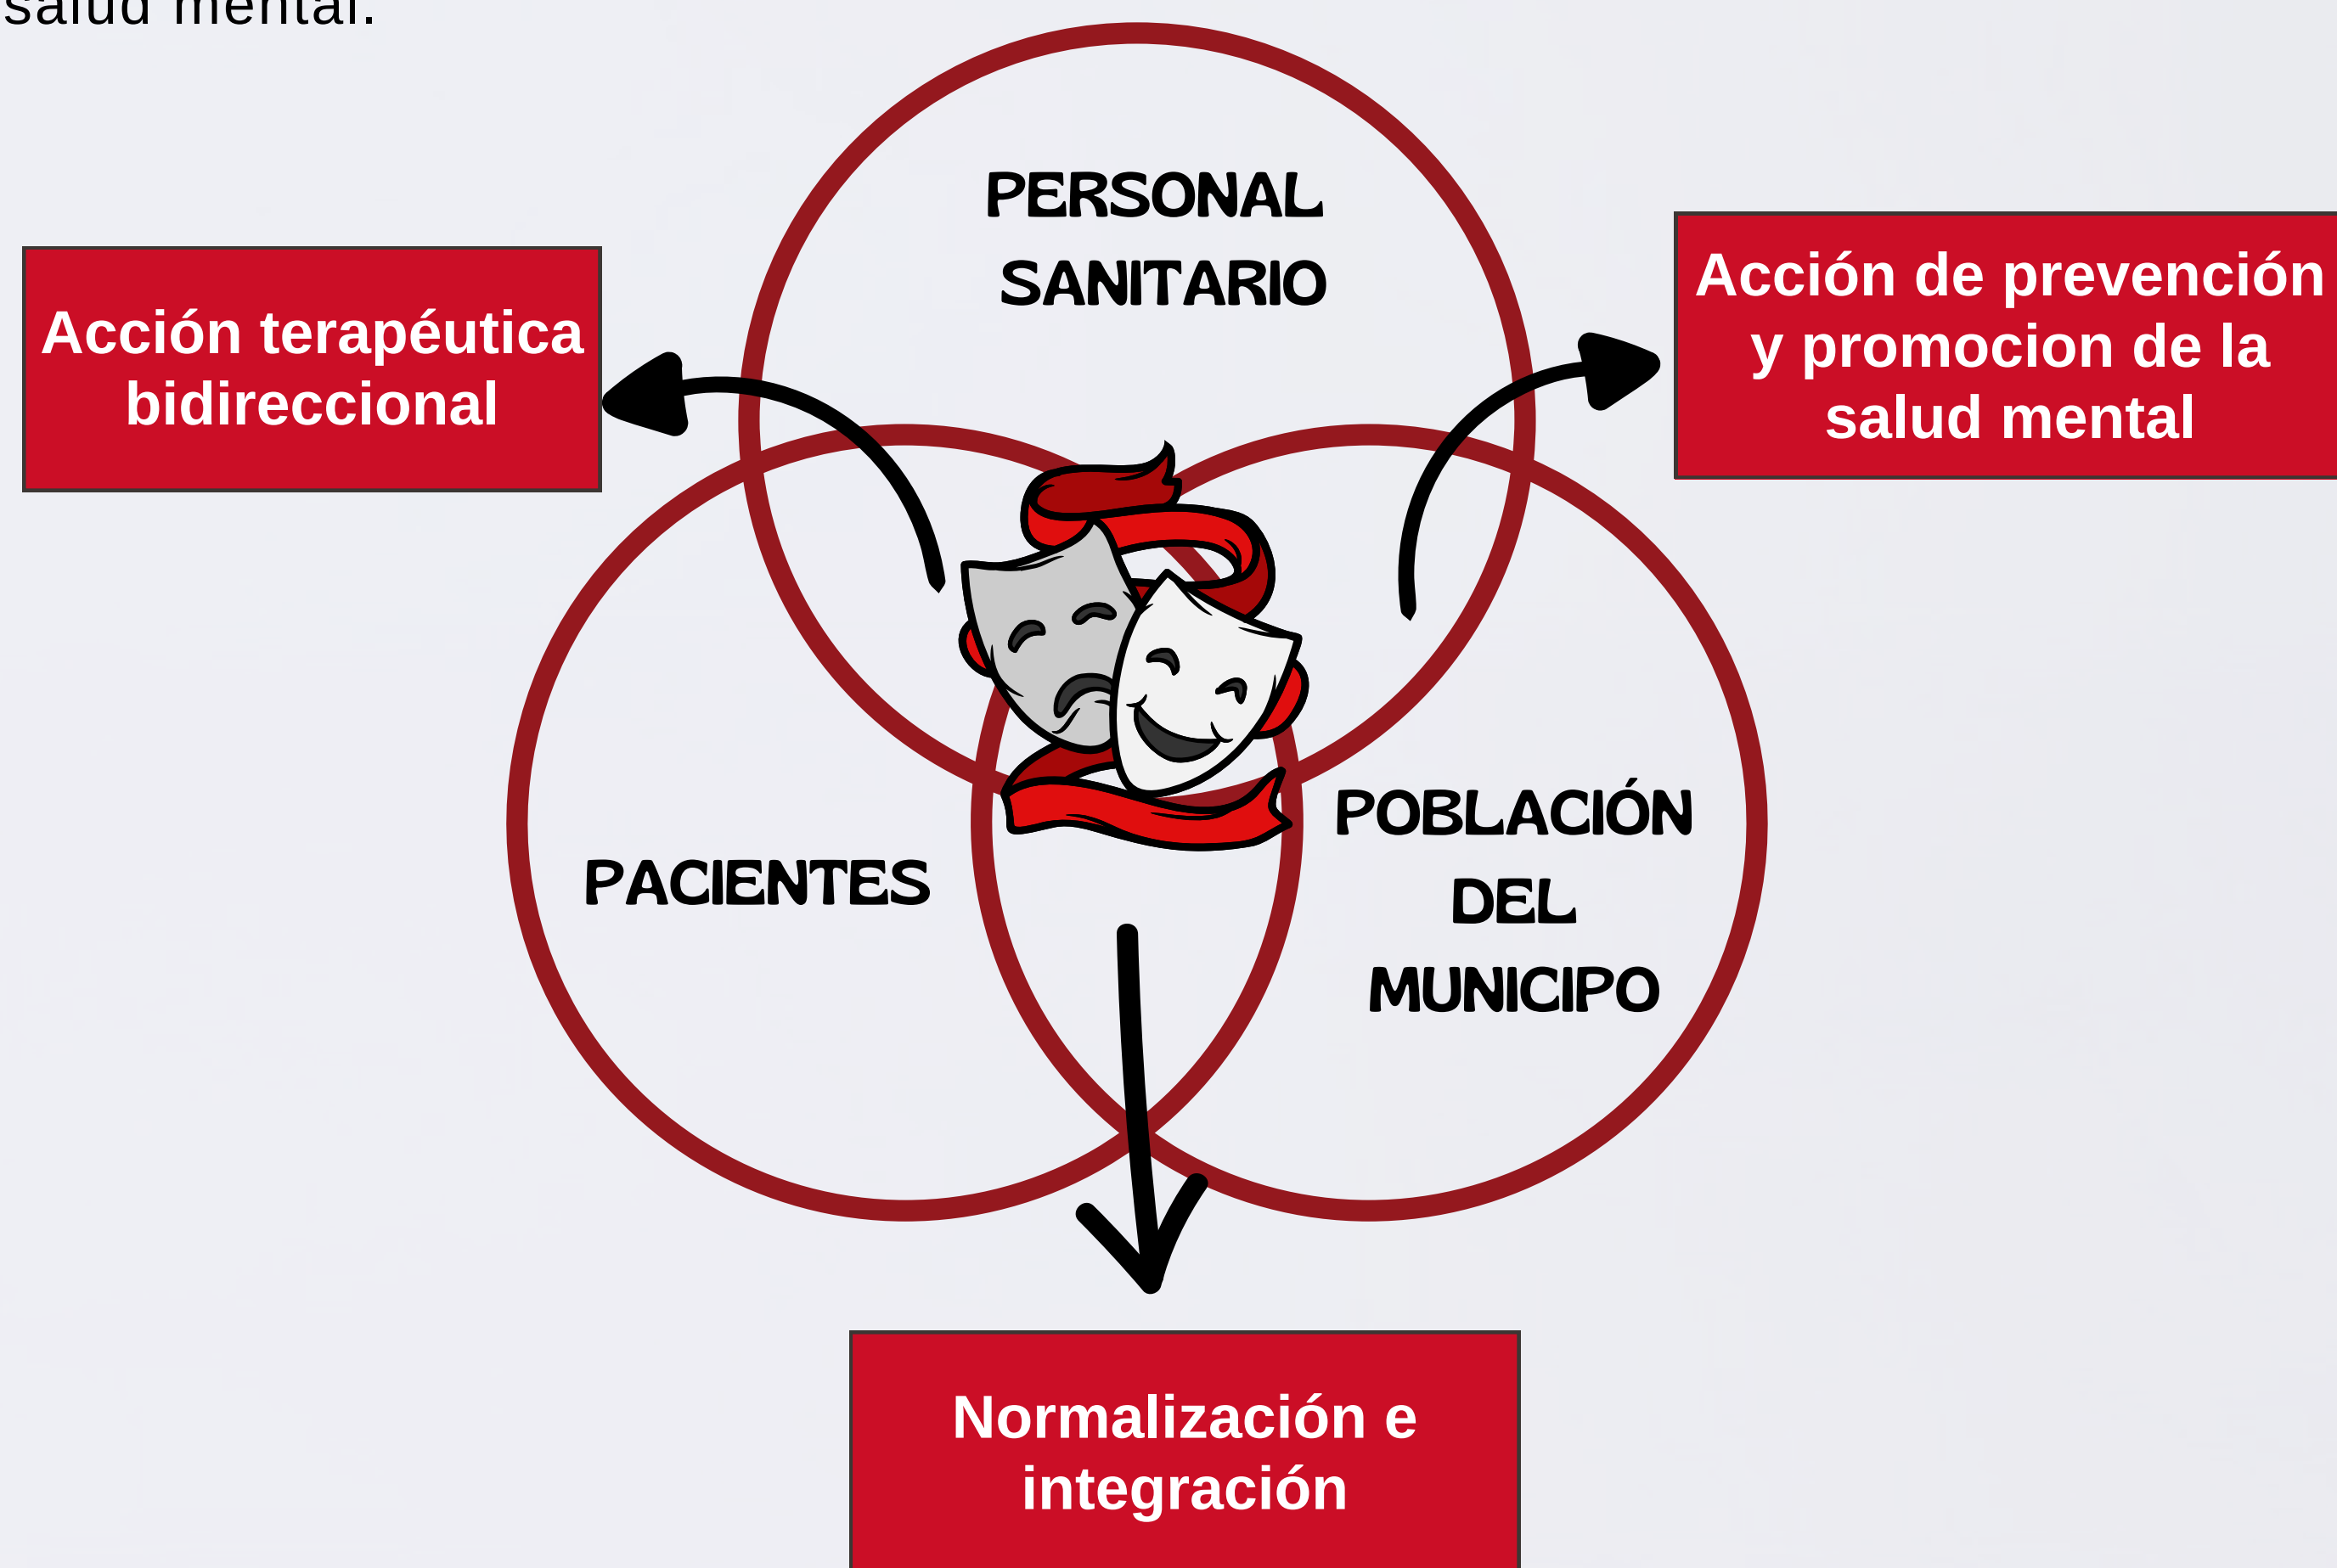 salud mental.
PERSONAL
SANITARIO
Acción terapéutica
bidireccional
Acción de prevención
y promocion de la
salud mental
PACIENTES
POBLACIÓN
DEL
MUNICIPO
Normalización e
integración